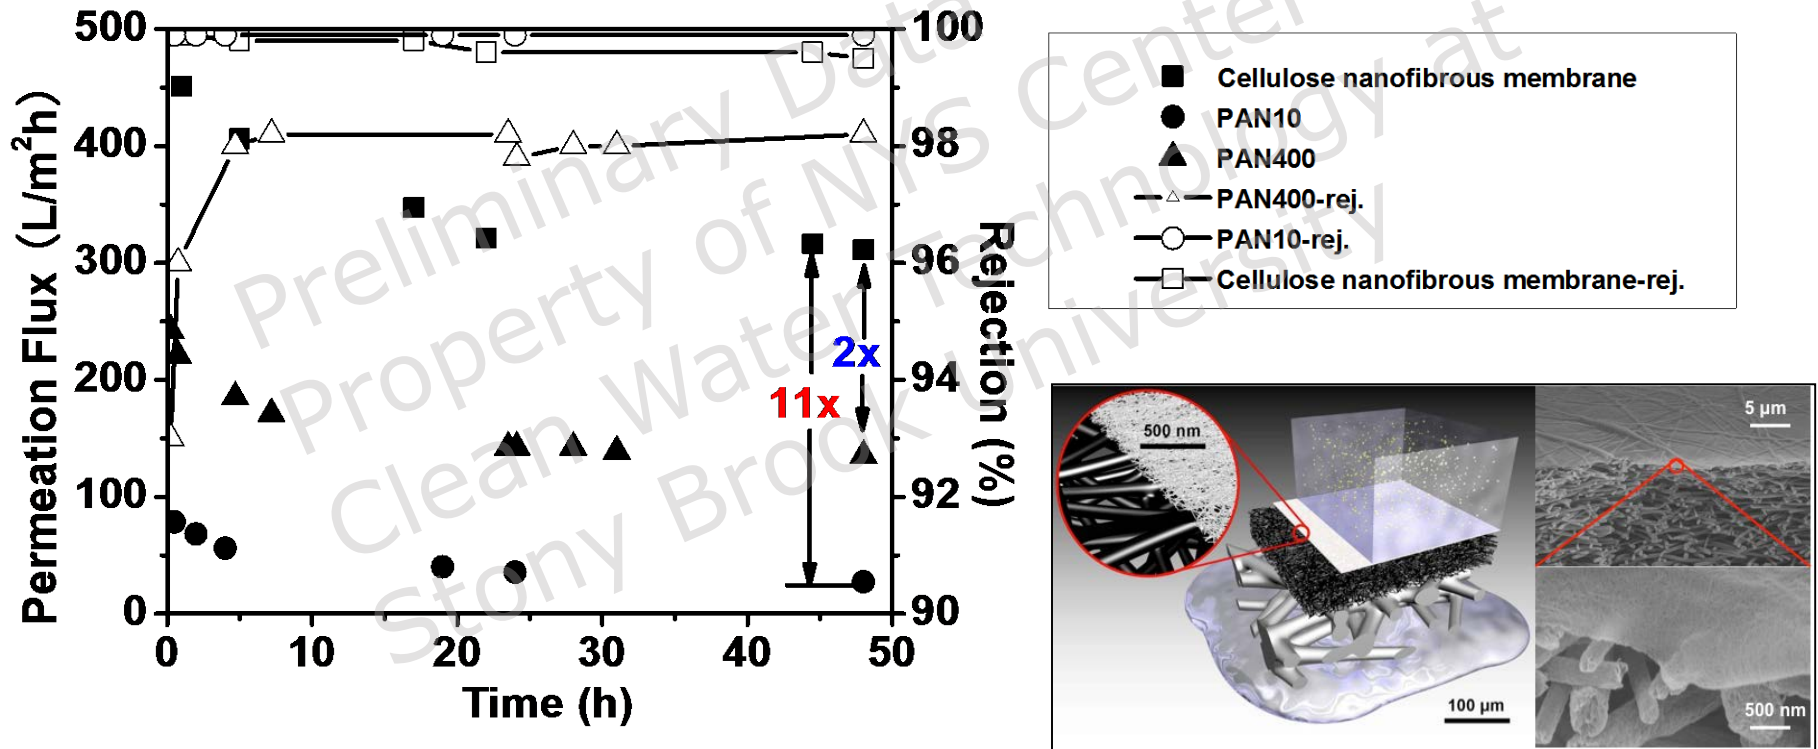 500
400
300
200
100
0
Permeation Flux (L/m²h)
0
10
20
30
40
50
Time (h)
100
98
96
94
92
90
Rejection (%)
11x
2x
Preliminary Data
Property of NYS Center
Clean Water Technology at
Stony Brook University
Cellulose nanofibrous membrane
PAN10
PAN400
PAN400-rej.
PAN10-rej.
Cellulose nanofibrous membrane-rej.
500 nm
100 µm
5 µm
500 nm